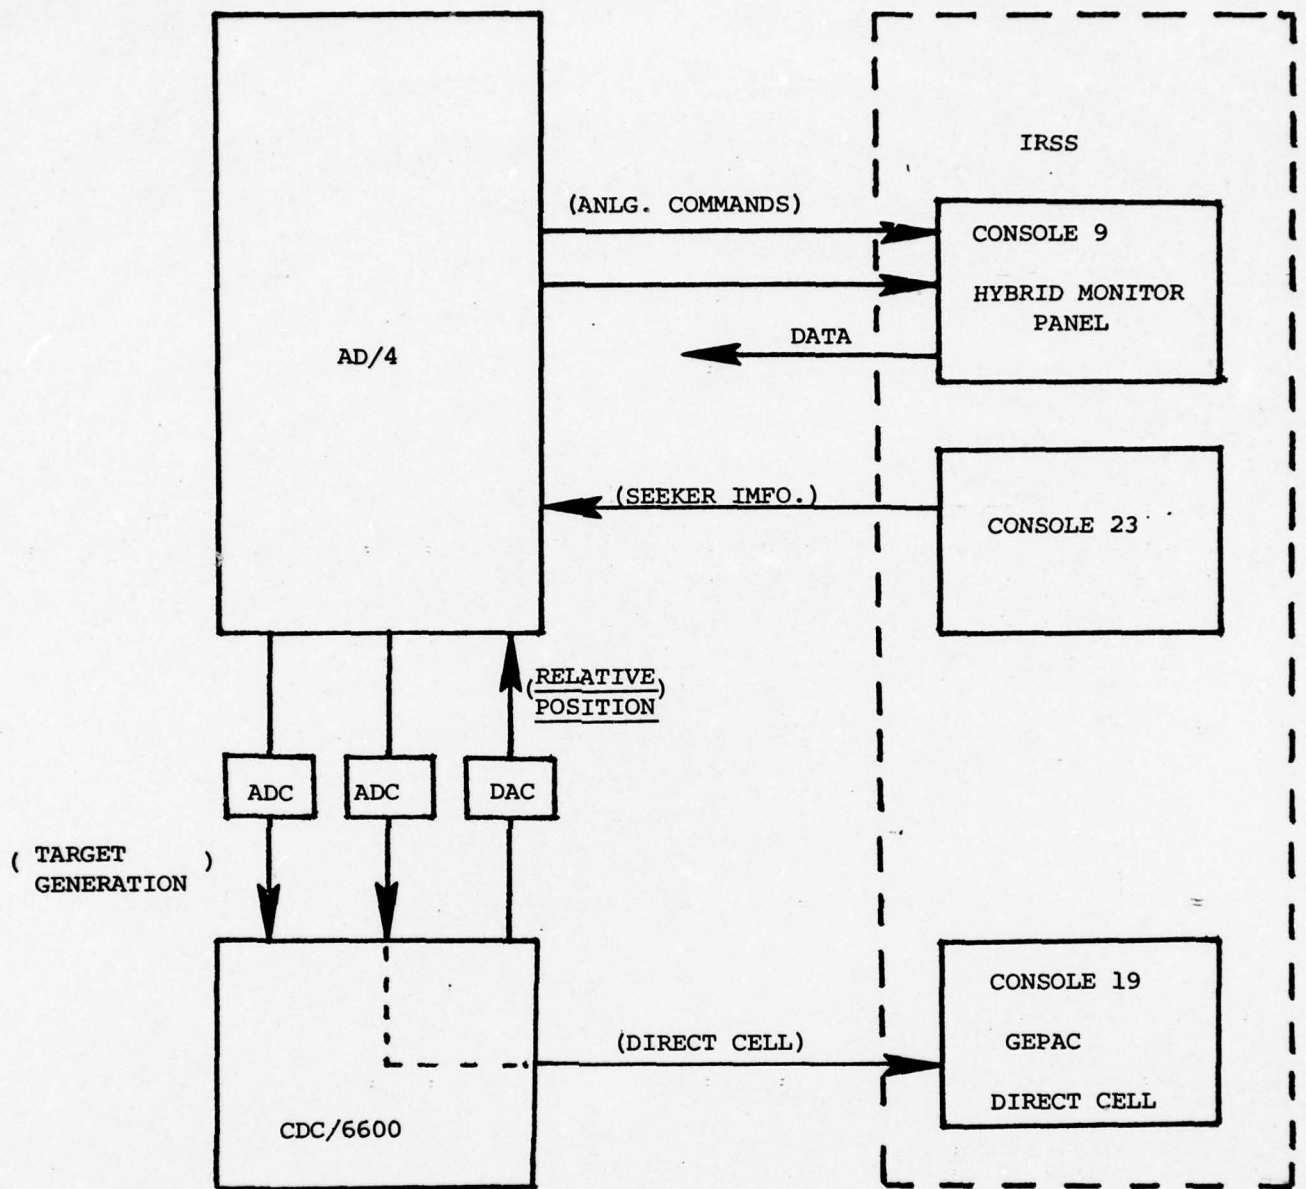 IRSS
(ANLG. COMMANDS)
CONSOLE 9
HYBRID MONITOR
PANEL
DATA
AD/4
(SEEKER IMFO.)
CONSOLE 23
(RELATIVE
POSITION)
ADC
ADC
DAC
( TARGET )
GENERATION
CONSOLE 19
GEPAC
DIRECT CELL
(DIRECT CELL)
CDC/6600